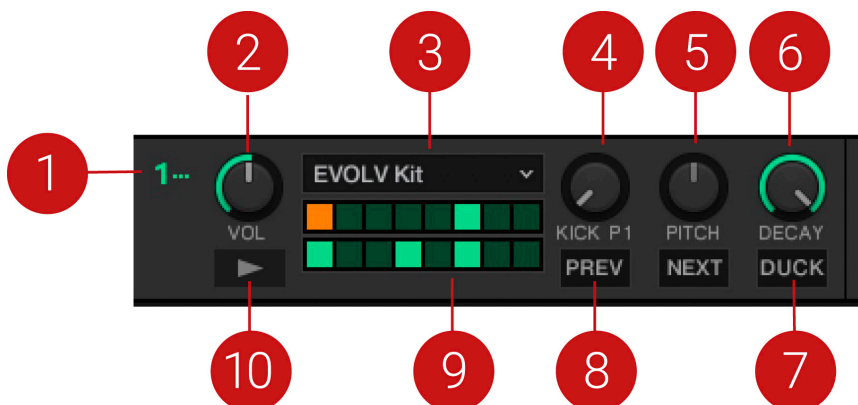 2 3 4 5 6
1 1...
EVOLV Kit
VOL KICK P1 PITCH DECAY
PREV NEXT DUCK
10 9 8 7